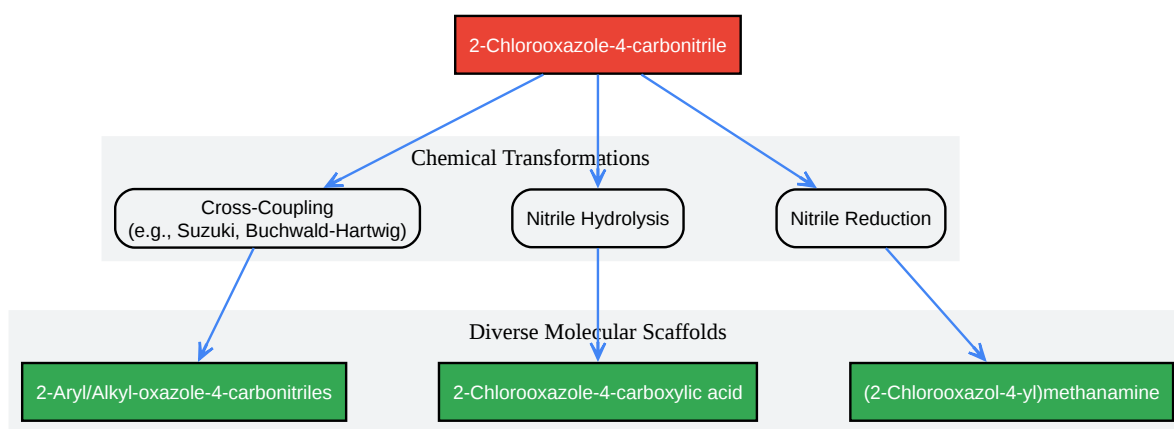 2-Chlorooxazole-4-carbonitrile
Chemical Transformations
Cross-Coupling
(e.g., Suzuki, Buchwald-Hartwig)
Nitrile Hydrolysis
Nitrile Reduction
Diverse Molecular Scaffolds
2-Aryl/Alkyl-oxazole-4-carbonitriles
2-Chlorooxazole-4-carboxylic acid
(2-Chlorooxazol-4-yl)methanamine